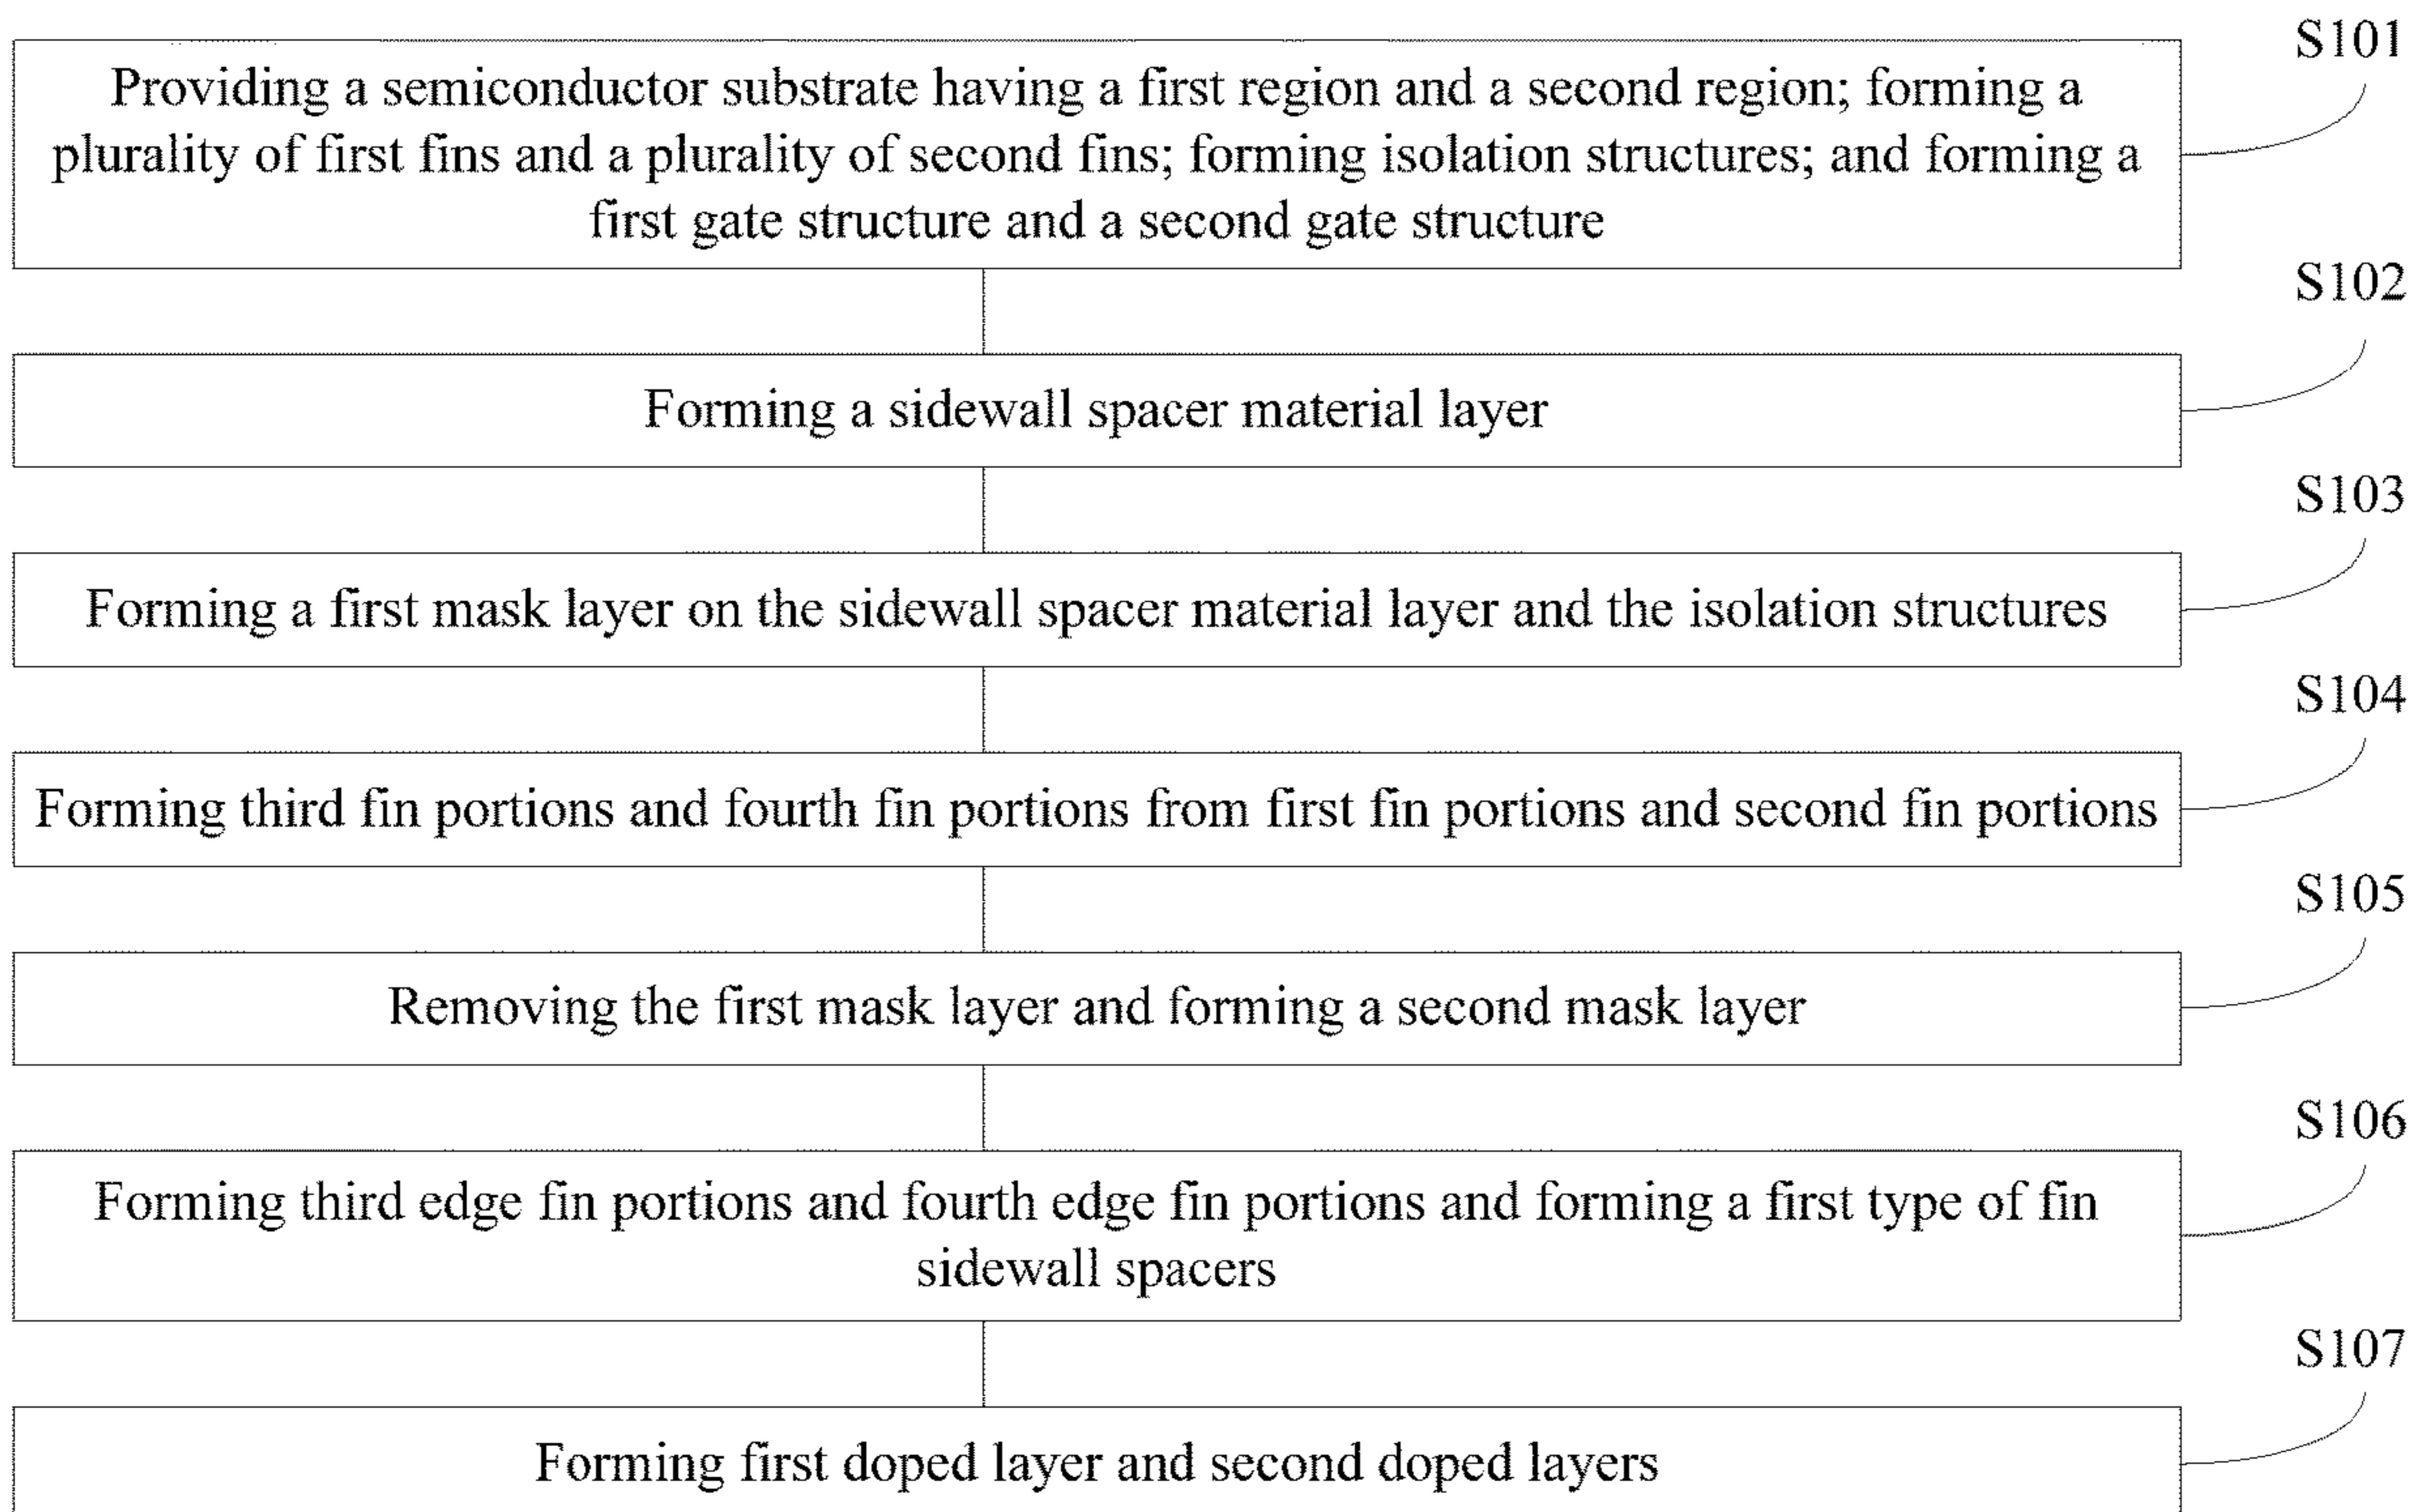 S101
Providing a semiconductor substrate having a first region and a second region; forming a
plurality of first fins and a plurality of second fins; forming isolation structures; and forming a
first gate structure and a second gate structure
S102
Forming a sidewall spacer material layer
S103
Forming a first mask layer on the sidewall spacer material layer and the isolation structures
S104
Forming third fin portions and fourth fin portions from first fin portions and second fin portions
S105
Removing the first mask layer and forming a second mask layer
S106
Forming third edge fin portions and fourth edge fin portions and forming a first type of fin
sidewall spacers
S107
Forming first doped layer and second doped layers